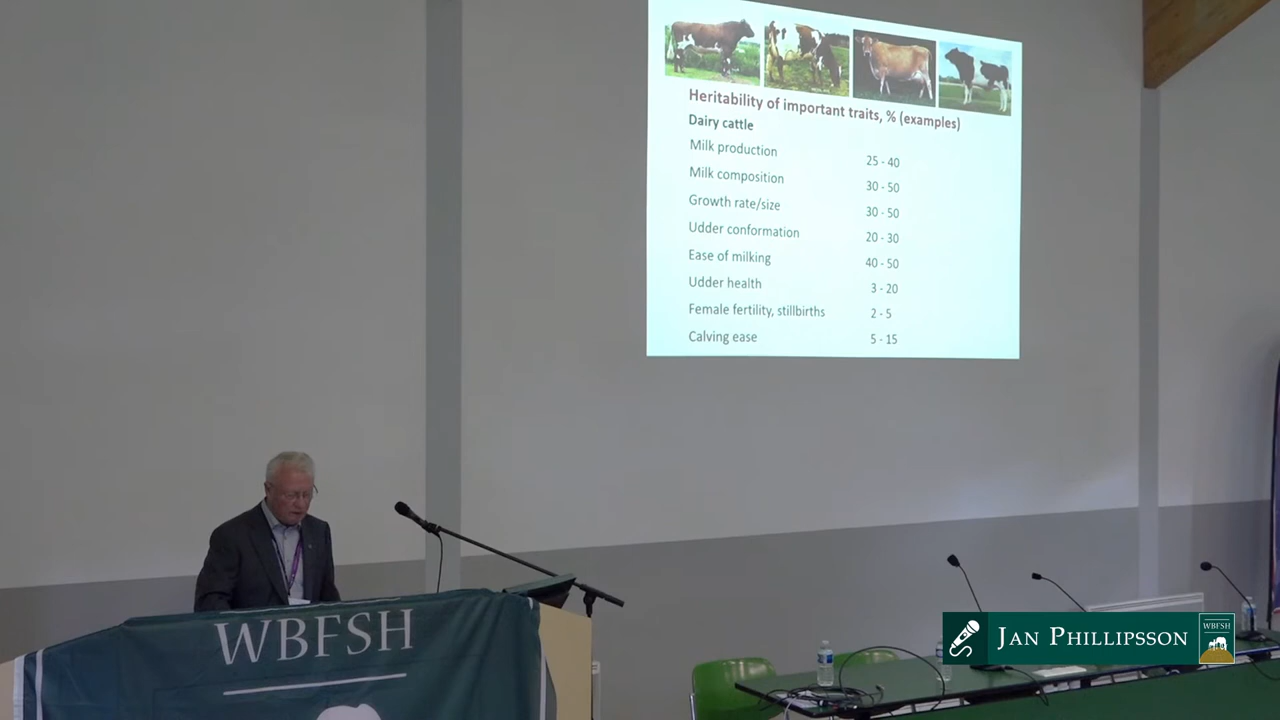 Heritability of important traits, % (examples)
Dairy cattle
Milk production 25 - 40
Milk composition 30 - 50
Growth rate/size 30 - 50
Udder conformation 20 - 30
Ease of milking 40 - 50
Udder health 3 - 20
Female fertility, stillbirths 2 - 5
Calving ease 5 - 15
WBFSH
JAN PHILLIPSSON
WBFSH